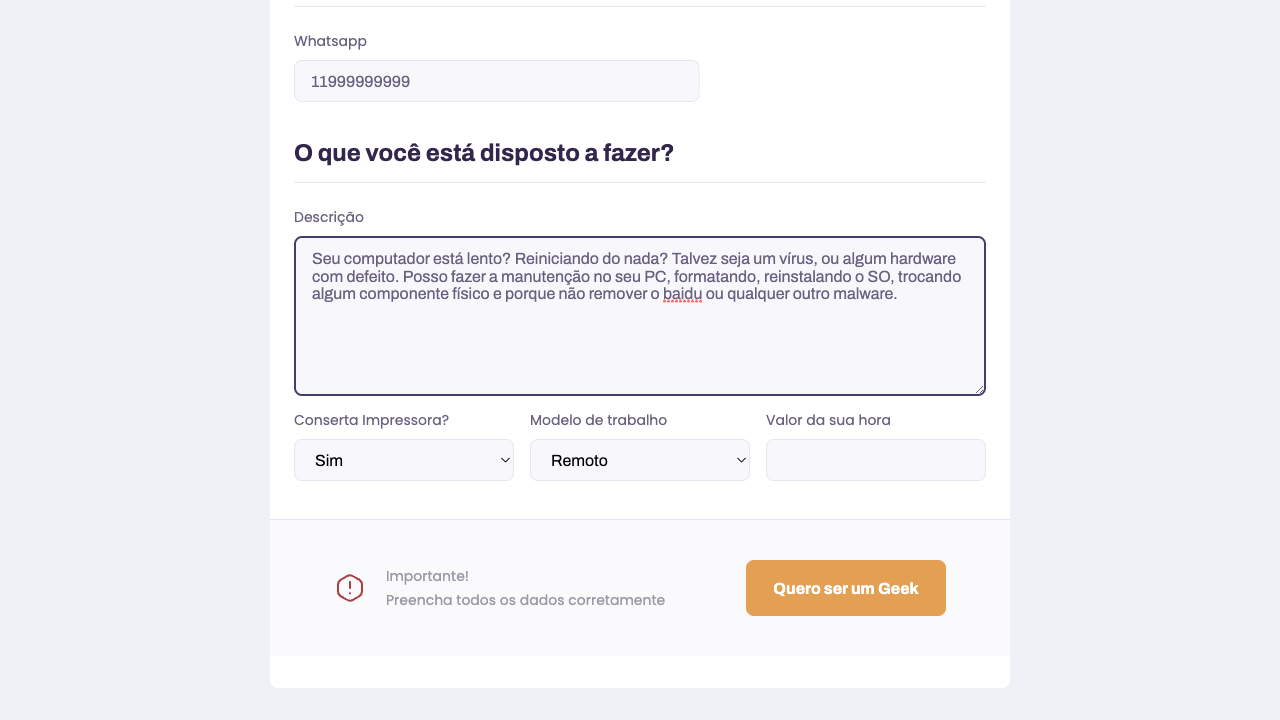 Whatsapp
11999999999
O que você está disposto a fazer?
Descrição
Seu computador está lento? Reiniciando do nada? Talvez seja um vírus, ou algum hardware
com defeito. Posso fazer a manutenção no seu PC, formatando, reinstalando o SO, trocando
algum componente físico e porque não remover o baidu ou qualquer outro malware.
Conserta Impressora? Modelo de trabalho Valor da sua hora
Sim Remoto
Importante!
Preencha todos os dados corretamente
Quero ser um Geek